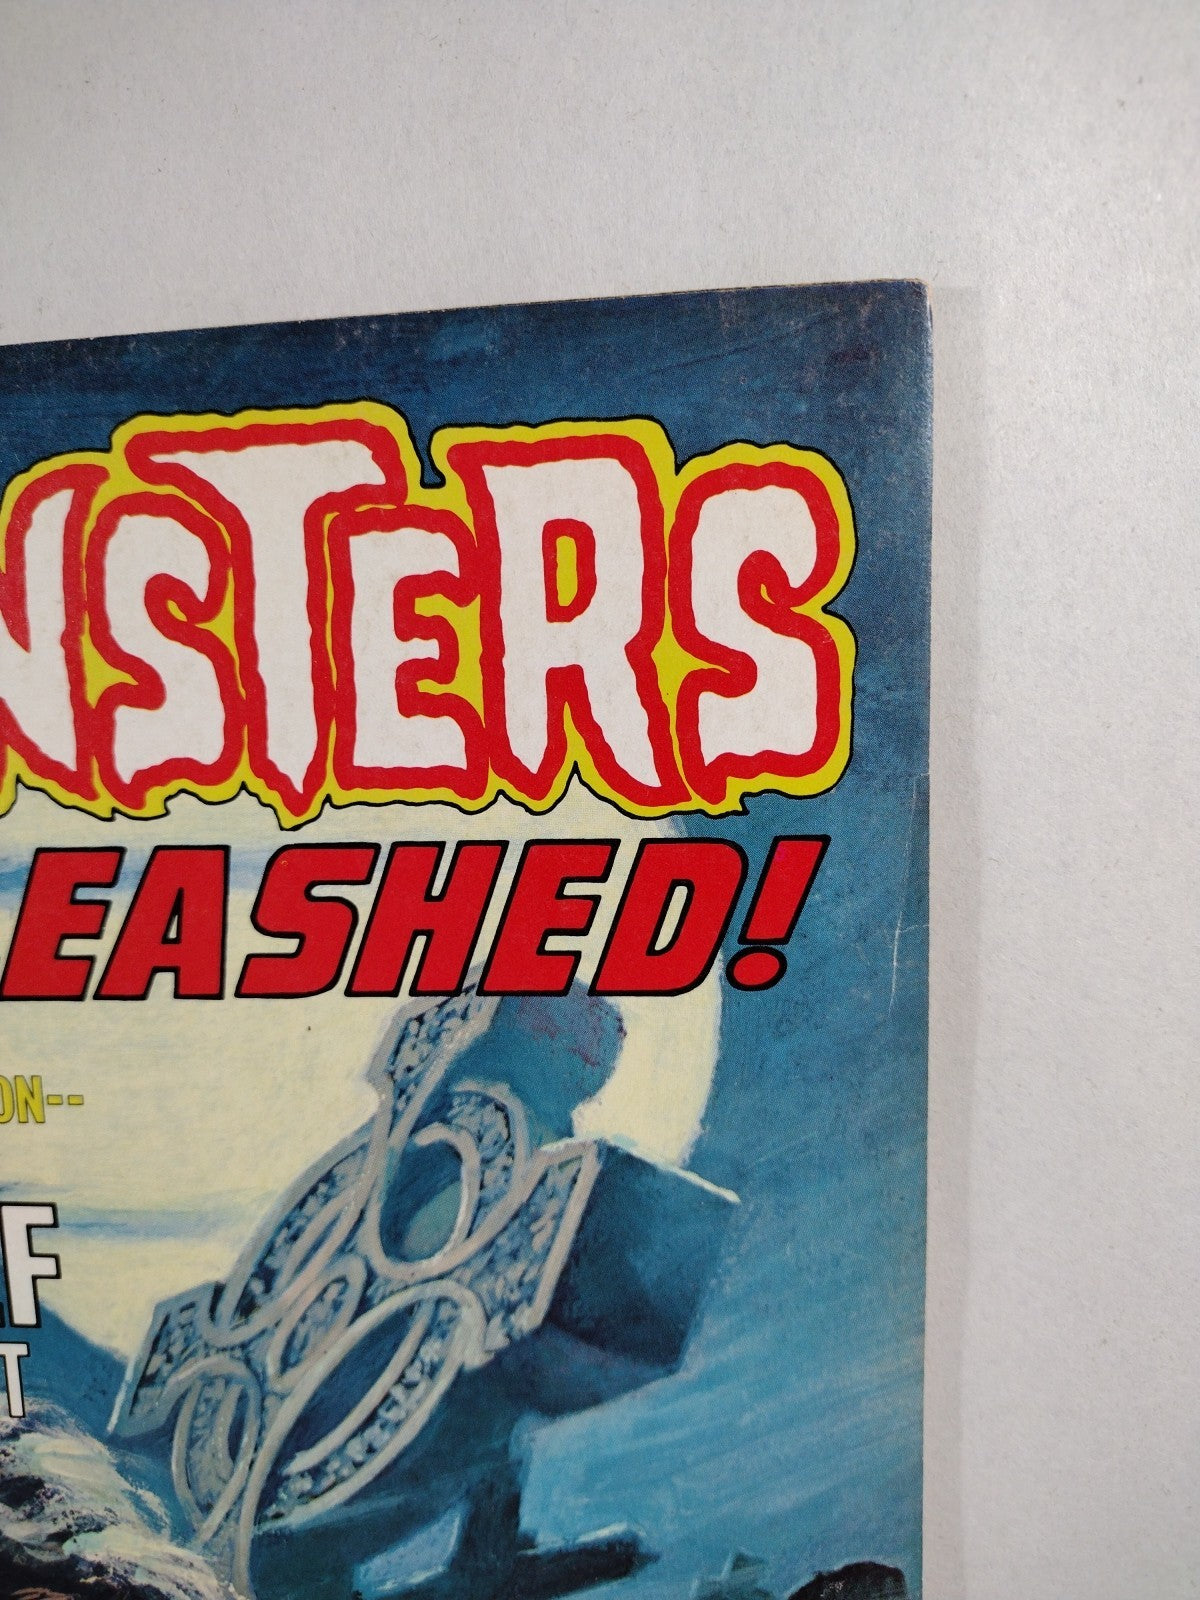 NSTERS
EASHED!
ON--
F
T